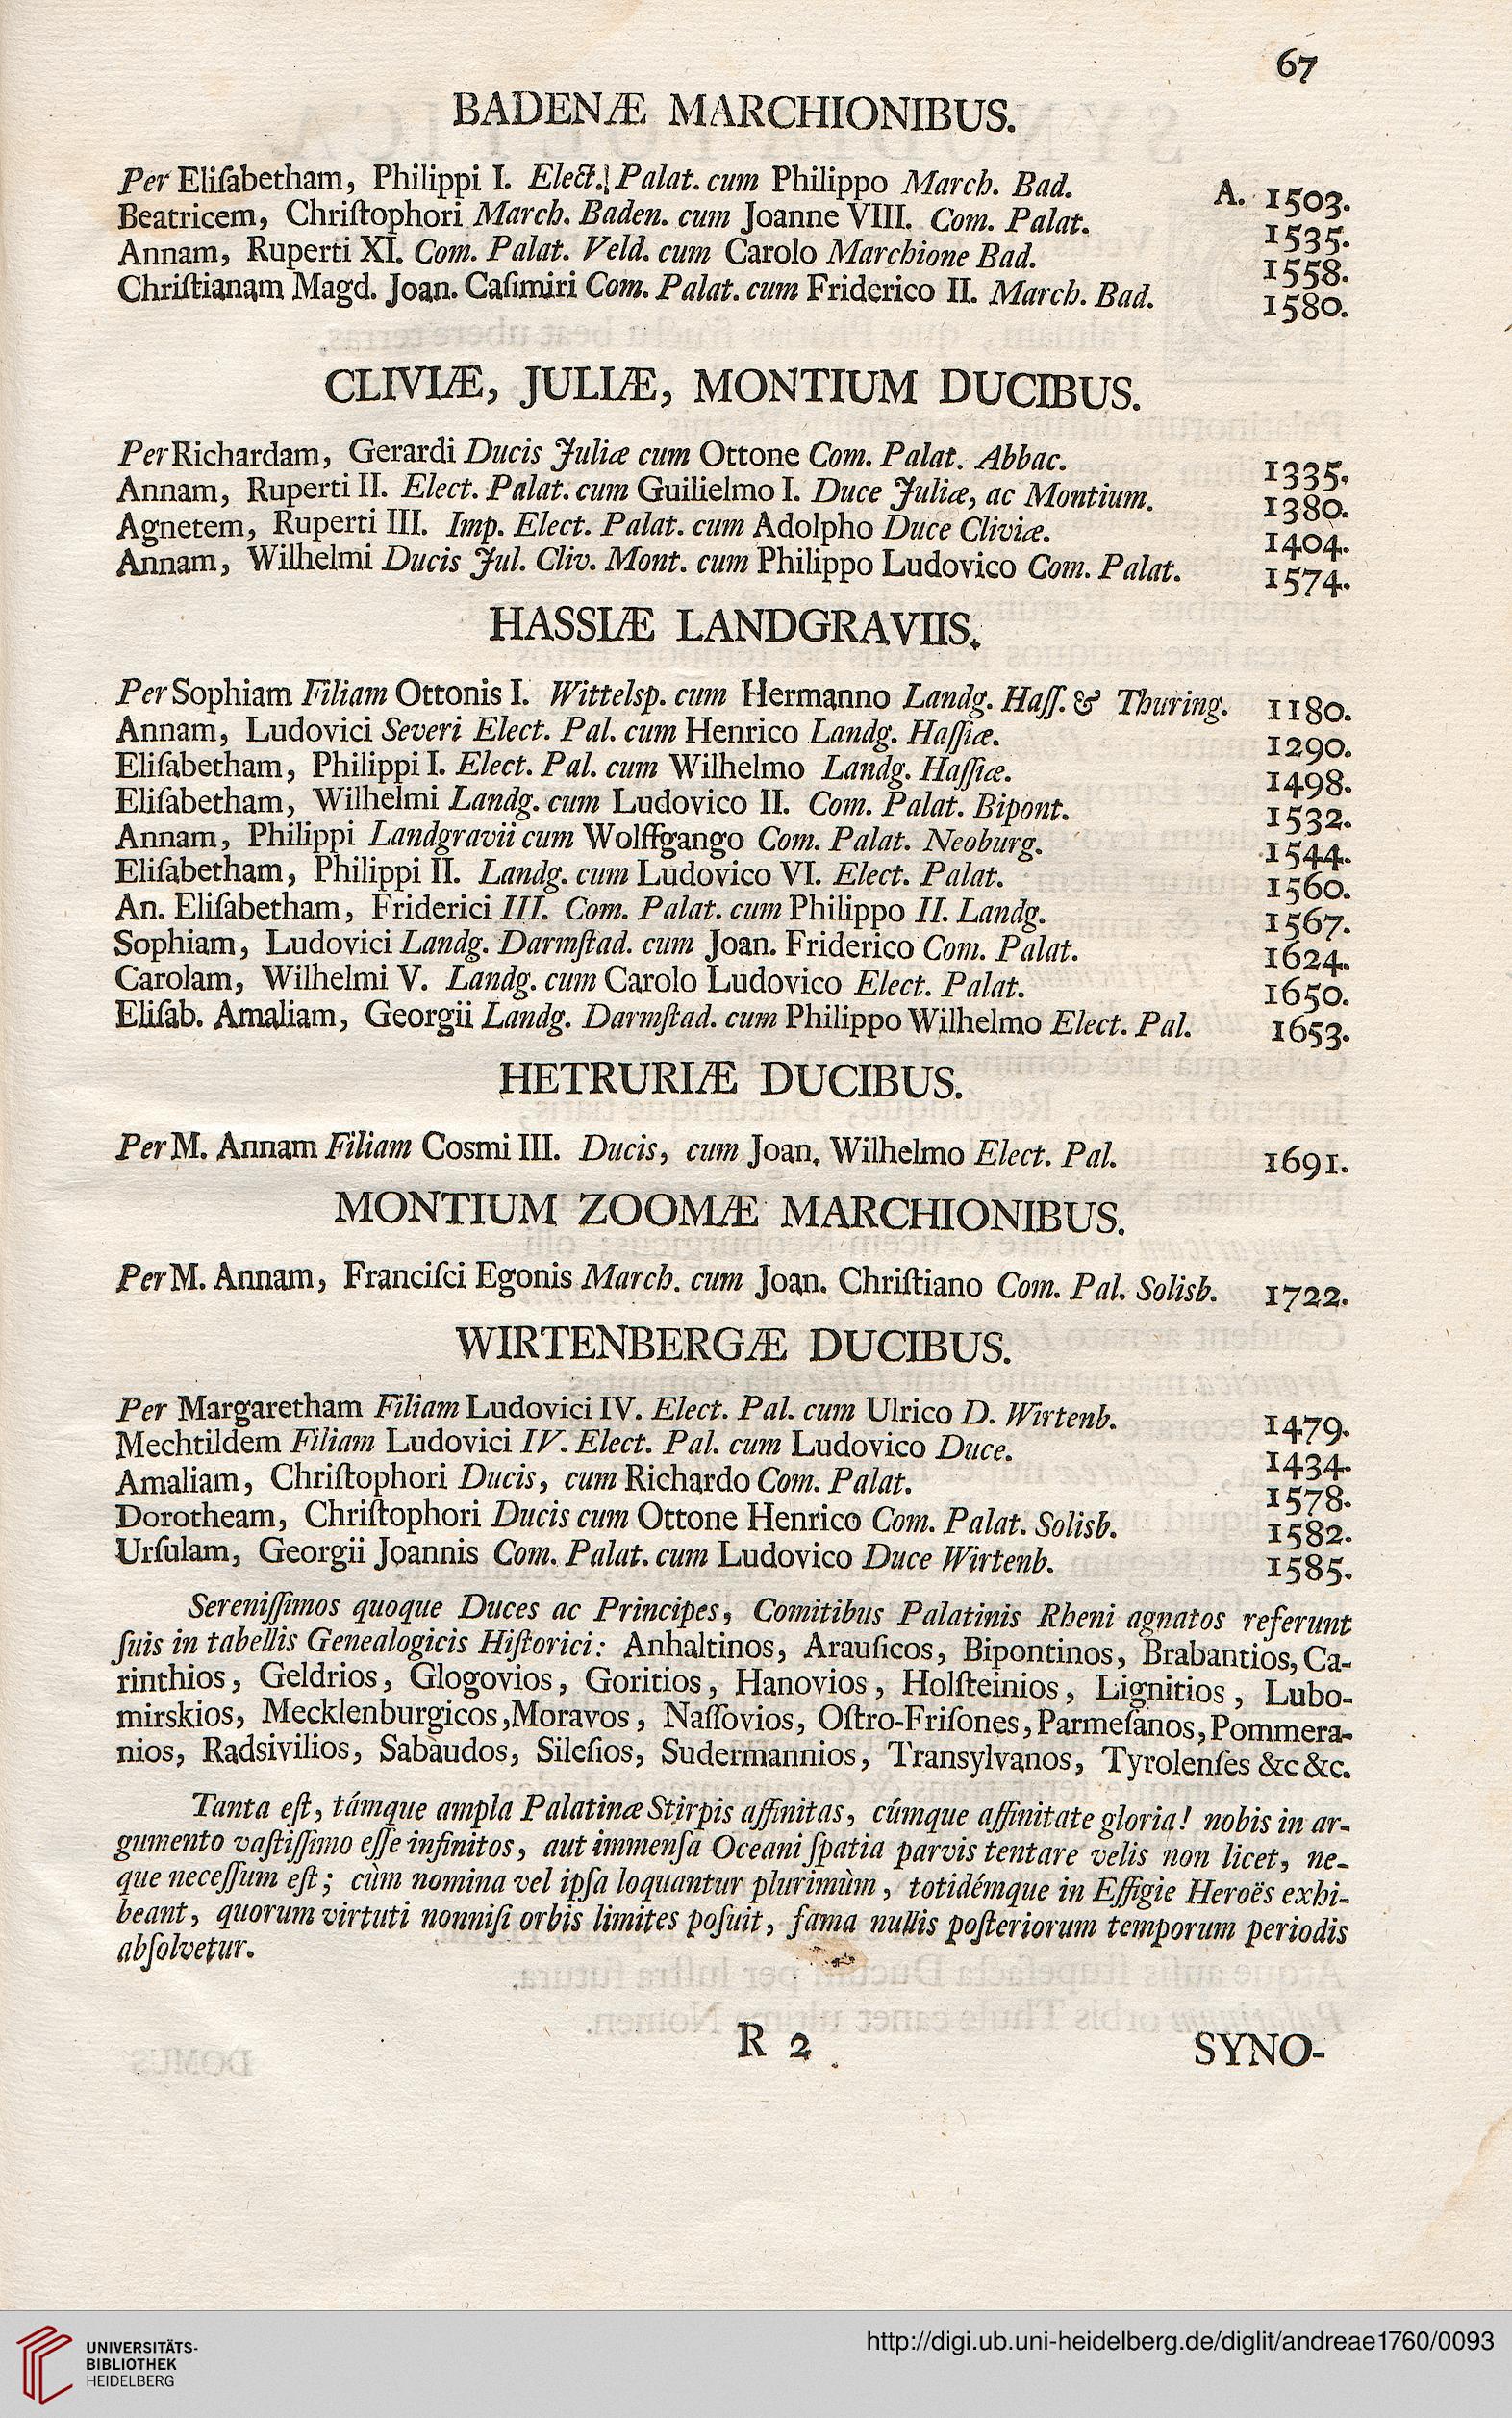 67
BADENÆ MARCHIONIBUS.
Per Eliſabetham, Philippi I. Elect. Palat. cum Philippo March. Bad. A. 1503.
Beatricem, Chriſtophori March. Baden. cum Joanne VIII. Com. Palat. 1535.
Annam, Ruperti XI. Com. Palat. Veld. cum Carolo Marchione Bad. 1558.
Chriſtianam Magd. Joan. Caſimiri Com. Palat. cum Friderico II. March. Bad. 1580.
CLIVIÆ, JULIÆ, MONTIUM DUCIBUS.
Per Richardam, Gerardi Ducis Juliæ cum Ottone Com. Palat. Abbac. 1335.
Annam, Ruperti II. Elect. Palat. cum Guilielmo I. Duce Juliæ, ac Montium. 1380.
Agnetem, Ruperti III. Imp. Elect. Palat. cum Adolpho Duce Cliviæ. 1404.
Annam, Wilhelmi Ducis Jul. Cliv. Mont. cum Philippo Ludovico Com. Palat. 1574.
HASSIÆ LANDGRAVIIS.
Per Sophiam Filiam Ottonis I. Wittelsp. cum Hermanno Landg. Haſſ. & Thuring. 1180.
Annam, Ludovici Severi Elect. Pal. cum Henrico Landg. Haſſiæ. 1290.
Eliſabetham, Philippi I. Elect. Pal. cum Wilhelmo Landg. Haſſiæ. 1498.
Eliſabetham, Wilhelmi Landg. cum Ludovico II. Com. Palat. Bipont. 1532.
Annam, Philippi Landgravii cum Wolffgango Com. Palat. Neoburg. 1544.
Eliſabetham, Philippi II. Landg. cum Ludovico VI. Elect. Palat. 1560.
An. Eliſabetham, Friderici III. Com. Palat. cum Philippo II. Landg. 1567.
Sophiam, Ludovici Landg. Darmſtad. cum Joan. Friderico Com. Palat. 1624.
Carolam, Wilhelmi V. Landg. cum Carolo Ludovico Elect. Palat. 1650.
Eliſab. Amaliam, Georgii Landg. Darmſtad. cum Philippo Wilhelmo Elect. Pal. 1653.
HETRURIÆ DUCIBUS.
Per M. Annam Filiam Cosmi III. Ducis, cum Joan. Wilhelmo Elect. Pal. 1691.
MONTIUM ZOOMÆ MARCHIONIBUS.
Per M. Annam, Franciſci Egonis March. cum Joan. Chriſtiano Com. Pal. Solisb. 1722.
WIRTENBERGÆ DUCIBUS.
Per Margaretham Filiam Ludovici IV. Elect. Pal. cum Ulrico D. Wirtenb. 1479.
Mechtildem Filiam Ludovici IV. Elect. Pal. cum Ludovico Duce. 1434.
Amaliam, Chriſtophori Ducis, cum Richardo Com. Palat. 1578.
Dorotheam, Chriſtophori Ducis cum Ottone Henrico Com. Palat. Solisb. 1582.
Urſulam, Georgii Joannis Com. Palat. cum Ludovico Duce Wirtenb. 1585.
Sereniſſimos quoque Duces ac Principes, Comitibus Palatinis Rheni agnatos referunt
ſuis in tabellis Genealogicis Hiſtorici: Anhaltinos, Arauſicos, Bipontinos, Brabantios, Ca-
rinthios, Geldrios, Glogovios, Goritios, Hanovios, Holſteinios, Lignitios, Lubo-
mirskios, Mecklenburgicos, Moravos, Naſſovios, Oſtro-Friſones, Parmeſanos, Pommera-
nios, Radsivilios, Sabaudos, Sileſios, Sudermannios, Transylvanos, Tyrolenſes &c &c.
Tanta eſt, támque ampla Palatinæ Stirpis affinitas, cúmque affinitate gloria! nobis in ar-
gumento vaſtiſſimo eſſe infinitos, aut immenſa Oceani ſpatia parvis tentare velis non licet, ne-
que neceſſum eſt; cùm nomina vel ipſa loquantur plurimùm, totidémque in Effigie Heroës exhi-
beant, quorum virtuti nonniſi orbis limites poſuit, fama nullis poſteriorum temporum periodis
abſolvetur.
R 2
SYNO-
UNIVERSITÄTS-
BIBLIOTHEK
HEIDELBERG
http://digi.ub.uni-heidelberg.de/diglit/andreae1760/0093